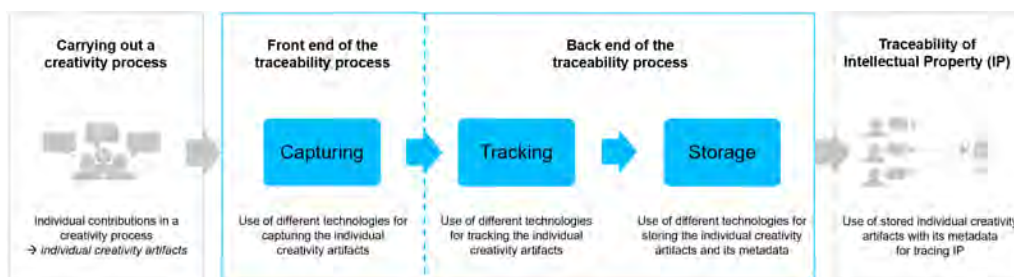 Carrying out a
creativity process
Individual contributions in a
creativity process
→ individual creativity artifacts
Front end of the
traceability process
Capturing
Use of different technologies for
capturing the individual
creativity artifacts
Back end of the
traceability process
Tracking
Use of different technologies
for tracking the individual
creativity artifacts
Storage
Use of different technologies for
storing the individual creativity
artifacts and its metadata
Traceability of
Intellectual Property (IP)
Use of stored individual creativity
artifacts with its metadata
for tracing IP